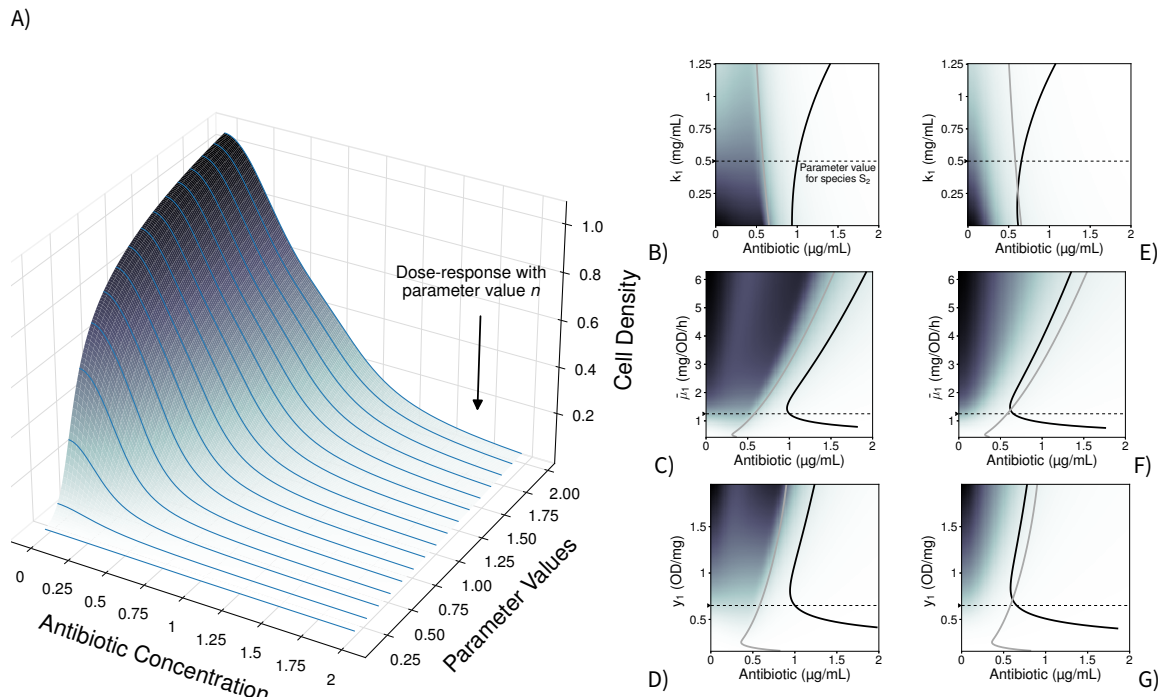 A)
Dose-response with
parameter value n
1.0
0.8
0.6
0.4
0.2
Cell Density
2.00
1.75
1.50
1.25
1.00
0.75
0.50
0.25
Parameter Values
0
0.25
0.5
0.75
1
1.25
1.5
1.75
2
Antibiotic Concentration
1.25
1
0.75
0.5
0.25
k₁ (mg/mL)
Parameter value
for species S₂
0 0.5 1 1.5 2
Antibiotic (μg/mL)
B)
1.25
1
0.75
0.5
0.25
k₁ (mg/mL)
0 0.5 1 1.5 2
Antibiotic (μg/mL)
E)
6
5
4
3
2
1
μ̄₁ (mg/OD/h)
0 0.5 1 1.5 2
Antibiotic (μg/mL)
C)
6
5
4
3
2
1
μ̄₁ (mg/OD/h)
0 0.5 1 1.5 2
Antibiotic (μg/mL)
F)
1.5
1
0.5
y₁ (OD/mg)
0 0.5 1 1.5 2
Antibiotic (μg/mL)
D)
1.5
1
0.5
y₁ (OD/mg)
0 0.5 1 1.5 2
Antibiotic (μg/mL)
G)